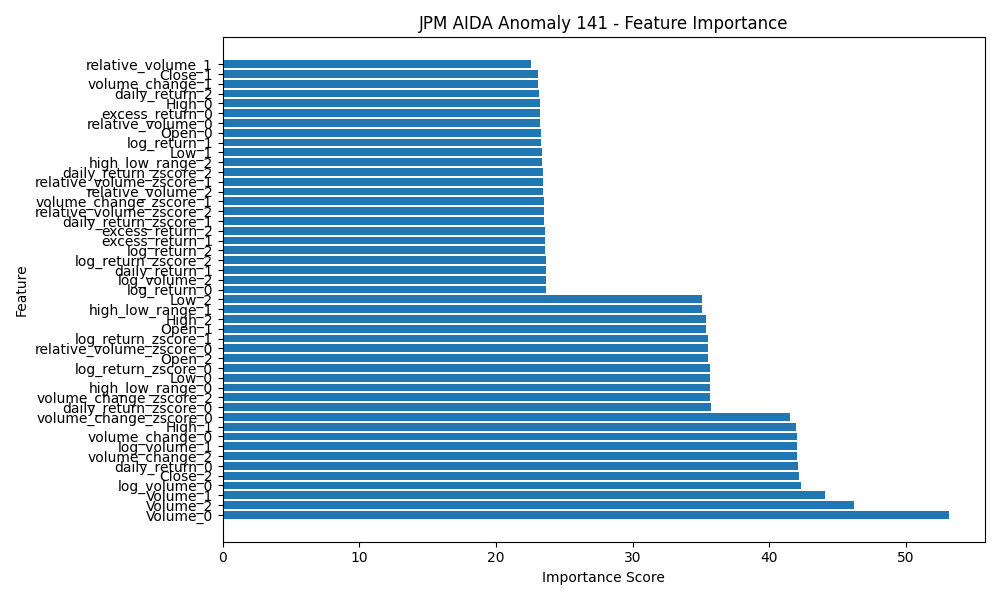 JPM AIDA Anomaly 141 - Feature Importance
relative_volume_1
Close_1
volume_change_1
daily_return_2
High_0
excess_return_0
relative_volume_0
Open_0
log_return_1
Low_1
high_low_range_2
daily_return_zscore_2
relative_volume_zscore_1
relative_volume_2
volume_change_zscore_1
relative_volume_zscore_2
daily_return_zscore_1
excess_return_2
excess_return_1
log_return_2
log_return_zscore_2
daily_return_1
log_volume_2
log_return_0
Low_2
high_low_range_1
High_2
Open_1
log_return_zscore_1
relative_volume_zscore_0
Open_2
log_return_zscore_0
Low_0
high_low_range_0
volume_change_zscore_2
daily_return_zscore_0
volume_change_zscore_0
High_1
volume_change_0
log_volume_1
volume_change_2
daily_return_0
Close_2
log_volume_0
Volume_1
Volume_2
Volume_0
Feature
0 10 20 30 40 50
Importance Score